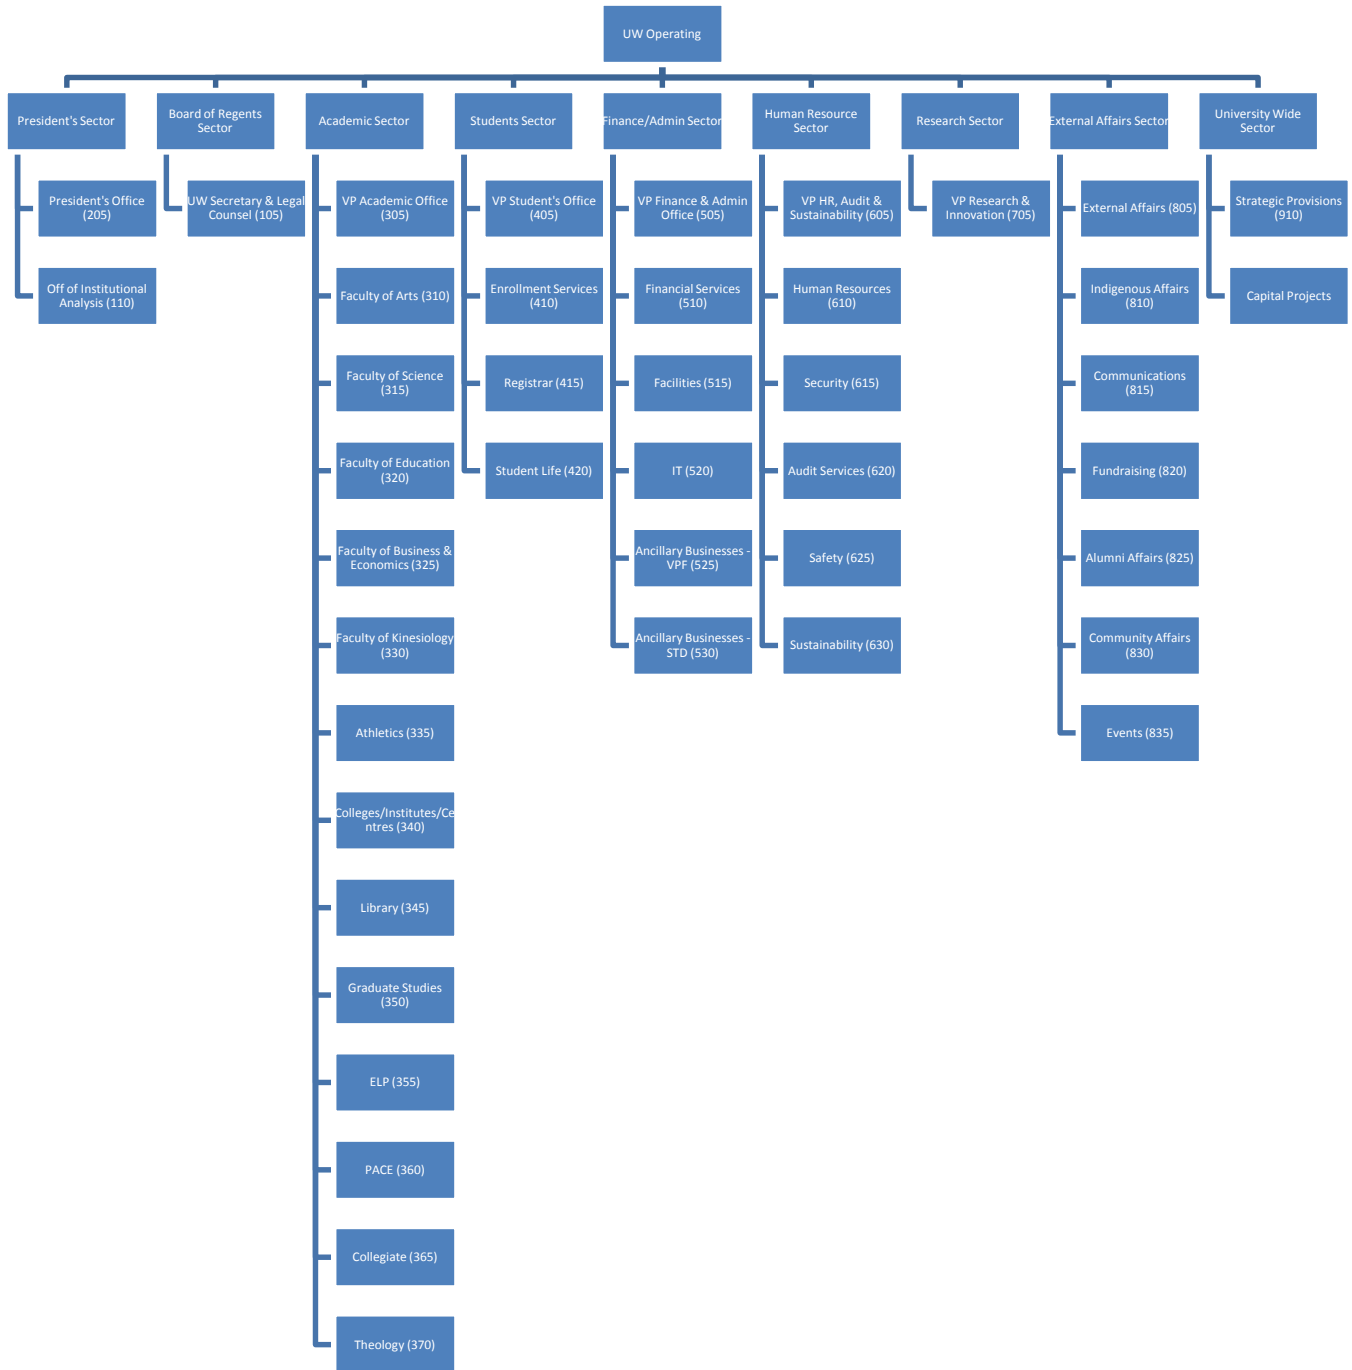 UW Operating
President's Sector
Board of Regents
Sector
Academic Sector
Students Sector
Finance/Admin Sector
Human Resource
Sector
Research Sector
External Affairs Sector
University Wide
Sector
President's Office
(205)
Off of Institutional
Analysis (110)
UW Secretary & Legal
Counsel (105)
VP Academic Office
(305)
Faculty of Arts (310)
Faculty of Science
(315)
Faculty of Education
(320)
Faculty of Business &
Economics (325)
Faculty of Kinesiology
(330)
Athletics (335)
Colleges/Institutes/Ce
ntres (340)
Library (345)
Graduate Studies
(350)
ELP (355)
PACE (360)
Collegiate (365)
Theology (370)
VP Student's Office
(405)
Enrollment Services
(410)
Registrar (415)
Student Life (420)
VP Finance & Admin
Office (505)
Financial Services
(510)
Facilities (515)
IT (520)
Ancillary Businesses -
VPF (525)
Ancillary Businesses -
STD (530)
VP HR, Audit &
Sustainability (605)
Human Resources
(610)
Security (615)
Audit Services (620)
Safety (625)
Sustainability (630)
VP Research &
Innovation (705)
External Affairs (805)
Indigenous Affairs
(810)
Communications
(815)
Fundraising (820)
Alumni Affairs (825)
Community Affairs
(830)
Events (835)
Strategic Provisions
(910)
Capital Projects